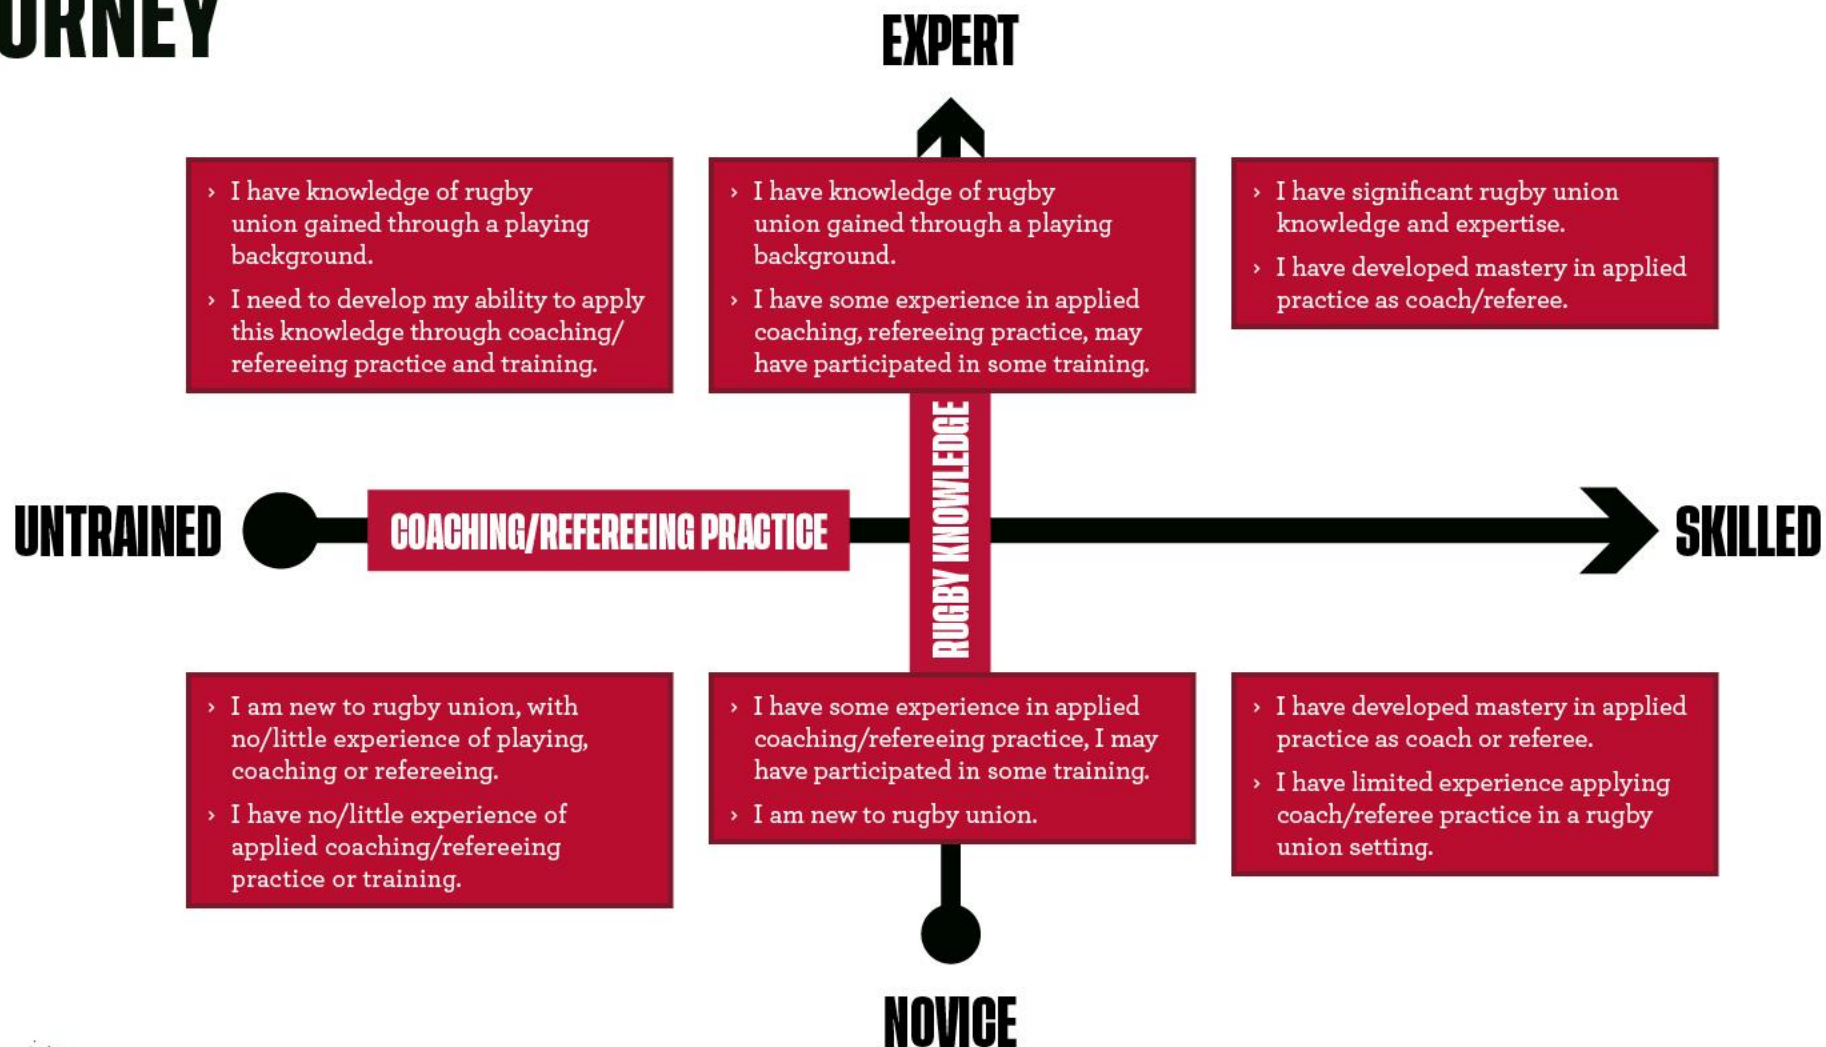 EXPERT
› I have knowledge of rugby
union gained through a playing
background.
› I need to develop my ability to apply
this knowledge through coaching/
refereeing practice and training.
› I have knowledge of rugby
union gained through a playing
background.
› I have some experience in applied
coaching, refereeing practice, may
have participated in some training.
› I have significant rugby union
knowledge and expertise.
› I have developed mastery in applied
practice as coach/referee.
RUGBY KNOWLEDGE
UNTRAINED
COACHING/REFEREEING PRACTICE
SKILLED
› I am new to rugby union, with
no/little experience of playing,
coaching or refereeing.
› I have no/little experience of
applied coaching/refereeing
practice or training.
› I have some experience in applied
coaching/refereeing practice, I may
have participated in some training.
› I am new to rugby union.
› I have developed mastery in applied
practice as coach or referee.
› I have limited experience applying
coach/referee practice in a rugby
union setting.
NOVICE